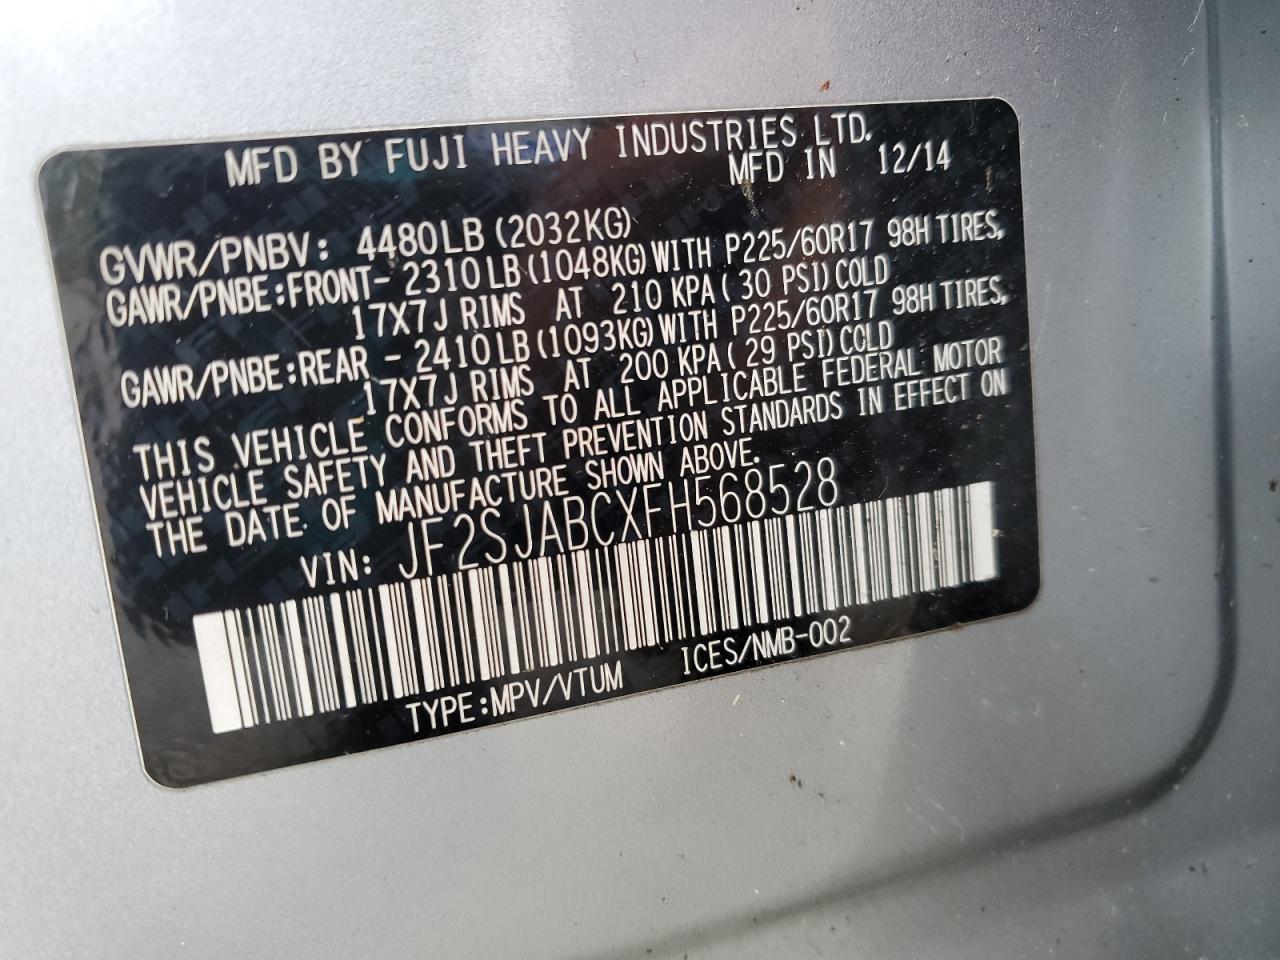 MFD BY FUJI HEAVY INDUSTRIES LTD.
MFD IN 12/14
GVWR/PNBV: 4480LB (2032KG)
GAWR/PNBE:FRONT- 2310LB (1048KG) WITH P225/60R17 98H TIRES,
17X7J RIMS AT 210 KPA ( 30 PSI) COLD
GAWR/PNBE:REAR - 2410LB (1093KG) WITH P225/60R17 98H TIRES,
17X7J RIMS AT 200 KPA ( 29 PSI) COLD
THIS VEHICLE CONFORMS TO ALL APPLICABLE FEDERAL MOTOR
VEHICLE SAFETY AND THEFT PREVENTION STANDARDS IN EFFECT ON
THE DATE OF MANUFACTURE SHOWN ABOVE.
VIN: JF2SJABCXFH568528
TYPE:MPV/VTUM ICES/NMB-002